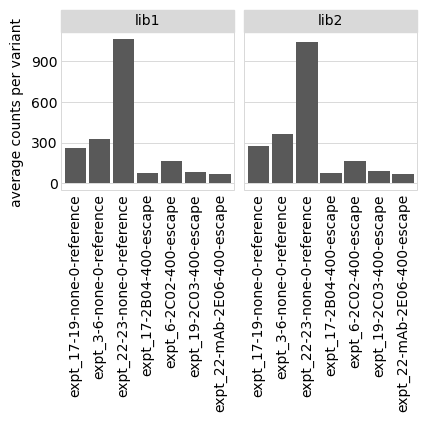 lib1
lib2
average counts per variant
900
600
300
0
expt_17-19-none-0-reference
expt_3-6-none-0-reference
expt_22-23-none-0-reference
expt_17-2B04-400-escape
expt_6-2C02-400-escape
expt_19-2C03-400-escape
expt_22-mAb-2E06-400-escape
expt_17-19-none-0-reference
expt_3-6-none-0-reference
expt_22-23-none-0-reference
expt_17-2B04-400-escape
expt_6-2C02-400-escape
expt_19-2C03-400-escape
expt_22-mAb-2E06-400-escape